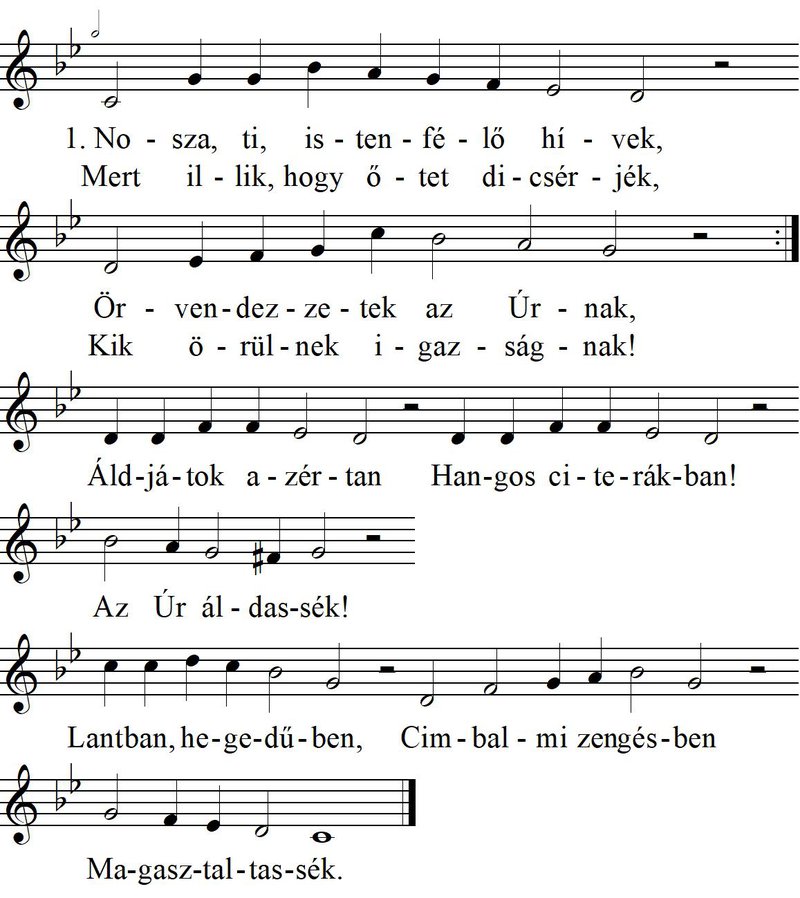 1. No - sza, ti, is - ten - fé - lő hí - vek,
Mert il - lik, hogy ő - tet di - csér - jék,
Ör - ven - dez - ze - tek az Úr - nak,
Kik ö - rül - nek i - gaz - ság - nak!
Áld - já - tok a - zér - tan Han - gos ci - te - rák - ban!
Az Úr ál - das - sék!
Lantban, he - ge - dű - ben, Cim - bal - mi zengés - ben
Ma - gasz - tal - tas - sék.